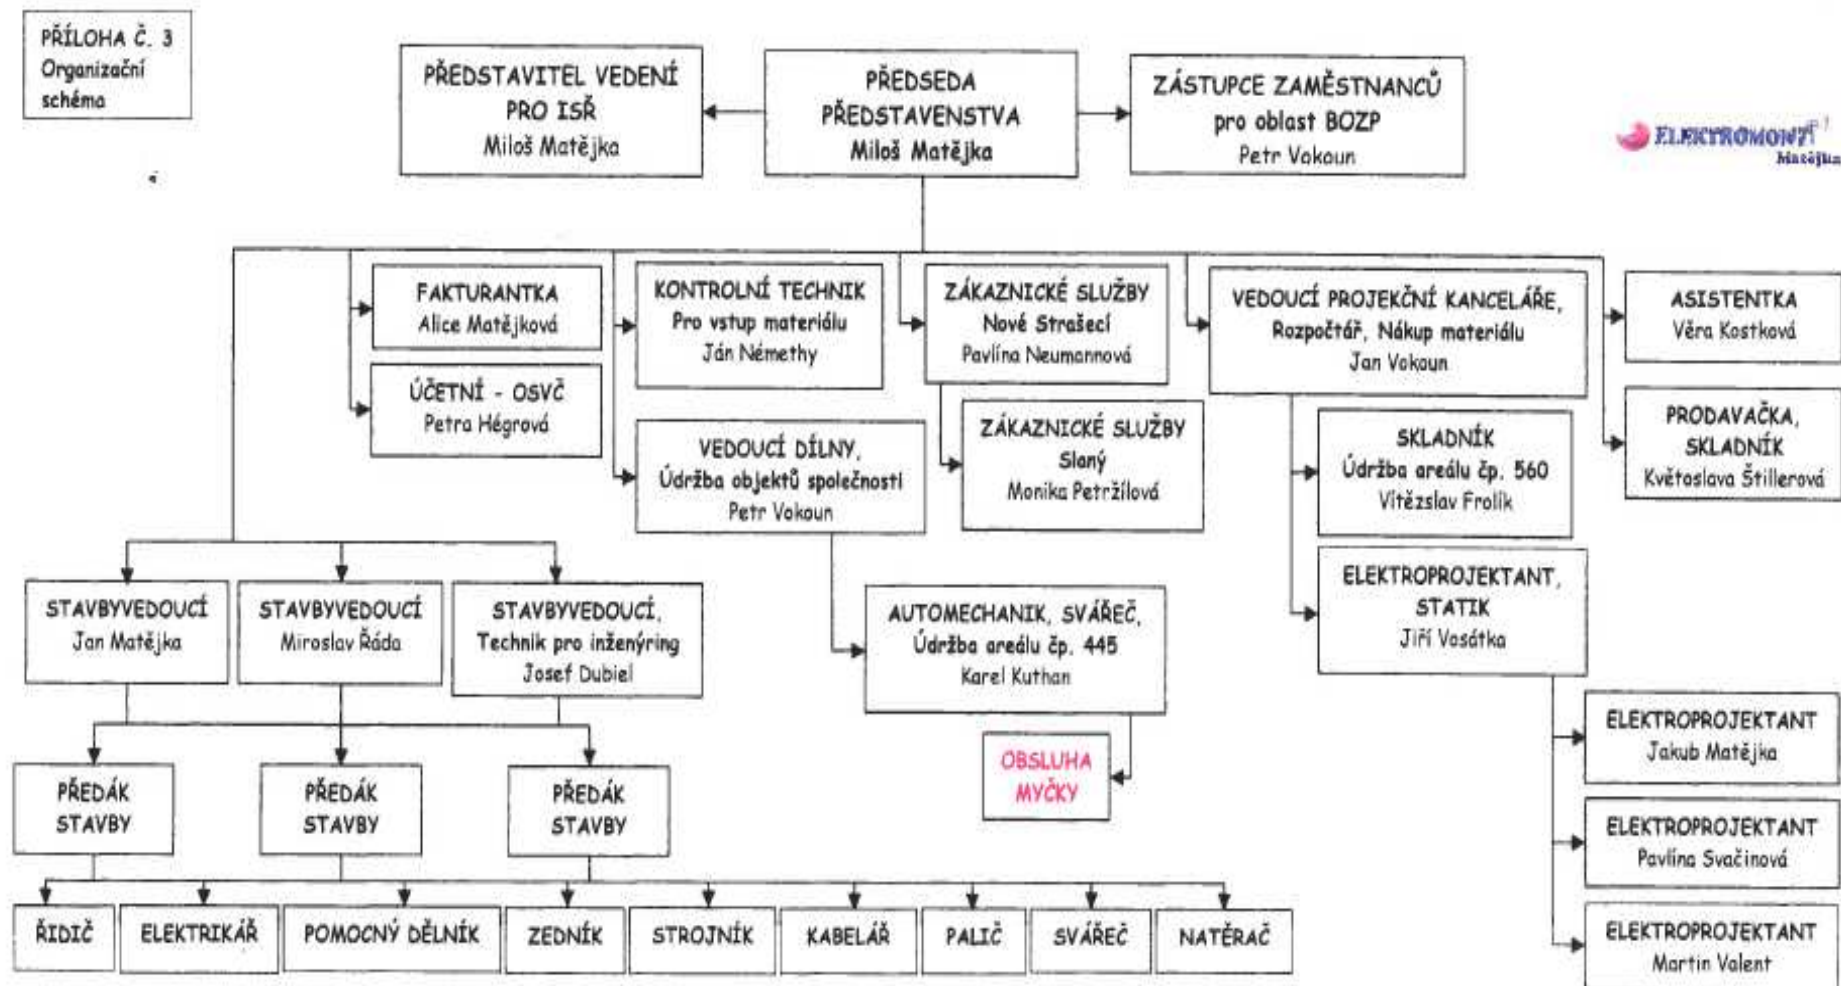 PŘÍLOHA Č. 3
Organizační
schéma
PŘEDSTAVITEL VEDENÍ
PRO ISŘ
Miloš Matějka
PŘEDSEDA
PŘEDSTAVENSTVA
Miloš Matějka
ZÁSTUPCE ZAMĚSTNANCŮ
pro oblast BOZP
Petr Vokoun
ELEKTROMONT
Matějka
FAKTURANTKA
Alice Matějková
ÚČETNÍ - OSVČ
Petra Hégrová
KONTROLNÍ TECHNIK
Pro vstup materiálu
Ján Némethy
VEDOUCÍ DÍLNY,
Údržba objektů společnosti
Petr Vokoun
ZÁKAZNICKÉ SLUŽBY
Nové Strašecí
Pavlína Neumannová
ZÁKAZNICKÉ SLUŽBY
Slaný
Monika Petržílová
VEDOUCÍ PROJEKČNÍ KANCELÁŘE,
Rozpočtář, Nákup materiálu
Jan Vokoun
SKLADNÍK
Údržba areálu čp. 560
Vítězslav Frolík
ELEKTROPROJEKTANT,
STATIK
Jiří Vosátka
ASISTENTKA
Věra Kostková
PRODAVAČKA,
SKLADNÍK
Květoslava Štillerová
STAVBYVEDOUCÍ
Jan Matějka
STAVBYVEDOUCÍ
Miroslav Řáda
STAVBYVEDOUCÍ,
Technik pro inženýring
Josef Dubiel
AUTOMECHANIK, SVÁŘEČ,
Údržba areálu čp. 445
Karel Kuthan
OBSLUHA
MYČKY
ELEKTROPROJEKTANT
Jakub Matějka
ELEKTROPROJEKTANT
Pavlína Svačinová
ELEKTROPROJEKTANT
Martin Valent
PŘEDÁK
STAVBY
PŘEDÁK
STAVBY
PŘEDÁK
STAVBY
ŘIDIČ
ELEKTRIKÁŘ
POMOCNÝ DĚLNÍK
ZEDNÍK
STROJNÍK
KABELÁŘ
PALIČ
SVÁŘEČ
NATĚRAČ